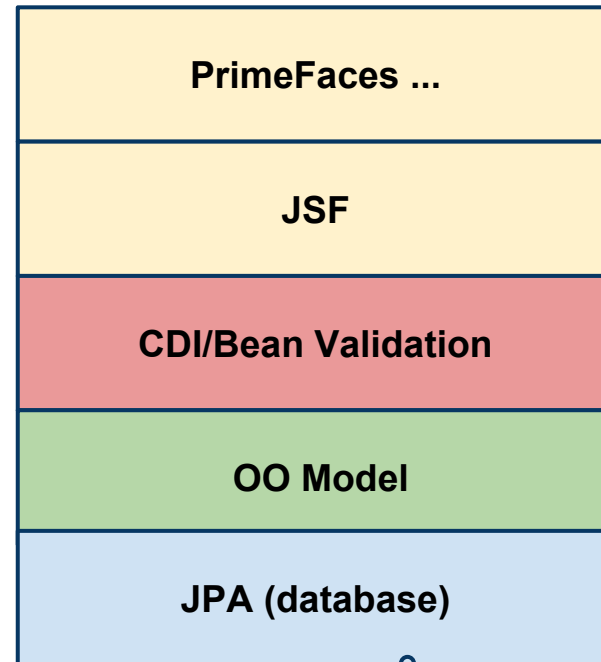 PrimeFaces ...
JSF
CDI/Bean Validation
OO Model
JPA (database)